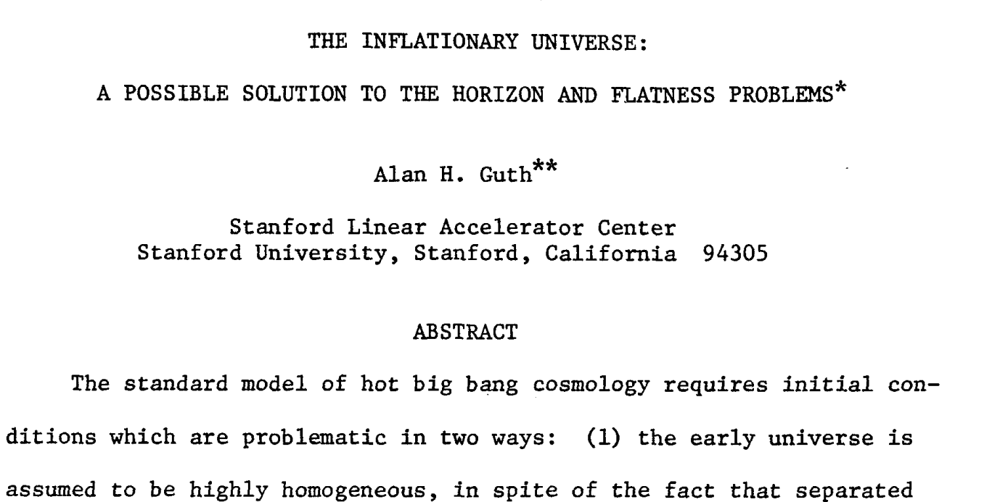 THE INFLATIONARY UNIVERSE:
A POSSIBLE SOLUTION TO THE HORIZON AND FLATNESS PROBLEMS*
Alan H. Guth**
Stanford Linear Accelerator Center
Stanford University, Stanford, California 94305
ABSTRACT
The standard model of hot big bang cosmology requires initial con-
ditions which are problematic in two ways: (1) the early universe is
assumed to be highly homogeneous, in spite of the fact that separated